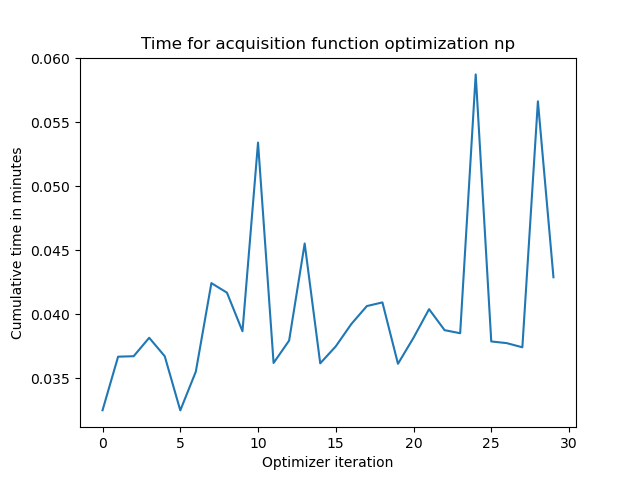 Time for acquisition function optimization np
Cumulative time in minutes
0.060
0.055
0.050
0.045
0.040
0.035
0 5 10 15 20 25 30
Optimizer iteration